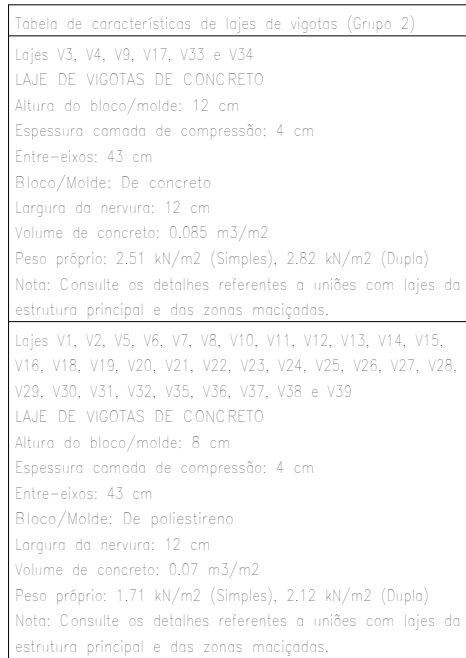 Tabela de características de lajes de vigotas (Grupo 2)
Lajes V3, V4, V9, V17, V33 e V34
LAJE DE VIGOTAS DE CONCRETO
Altura do bloco/molde: 12 cm
Espessura camada de compressão: 4 cm
Entre-eixos: 43 cm
Bloco/Molde: De concreto
Largura da nervura: 12 cm
Volume de concreto: 0.085 m3/m2
Peso próprio: 2.51 kN/m2 (Simples), 2.82 kN/m2 (Dupla)
Nota: Consulte os detalhes referentes a uniões com lajes da
estrutura principal e das zonas maciçadas.
Lajes V1, V2, V5, V6, V7, V8, V10, V11, V12, V13, V14, V15,
V16, V18, V19, V20, V21, V22, V23, V24, V25, V26, V27, V28,
V29, V30, V31, V32, V35, V36, V37, V38 e V39
LAJE DE VIGOTAS DE CONCRETO
Altura do bloco/molde: 8 cm
Espessura camada de compressão: 4 cm
Entre-eixos: 43 cm
Bloco/Molde: De poliestireno
Largura da nervura: 12 cm
Volume de concreto: 0.07 m3/m2
Peso próprio: 1.71 kN/m2 (Simples), 2.12 kN/m2 (Dupla)
Nota: Consulte os detalhes referentes a uniões com lajes da
estrutura principal e das zonas maciçadas.